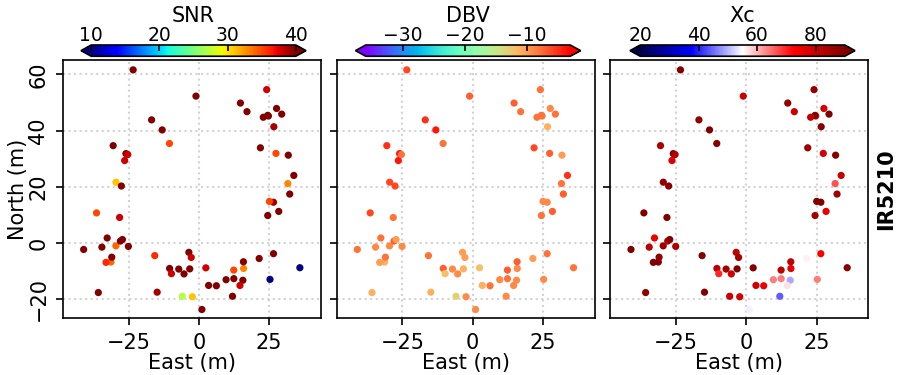 SNR DBV Xc
10 20 30 40 −30 −20 −10 20 40 60 80
60
40
20
0
−20
North (m)
−25 0 25 −25 0 25 −25 0 25
East (m) East (m) East (m)
IR5210